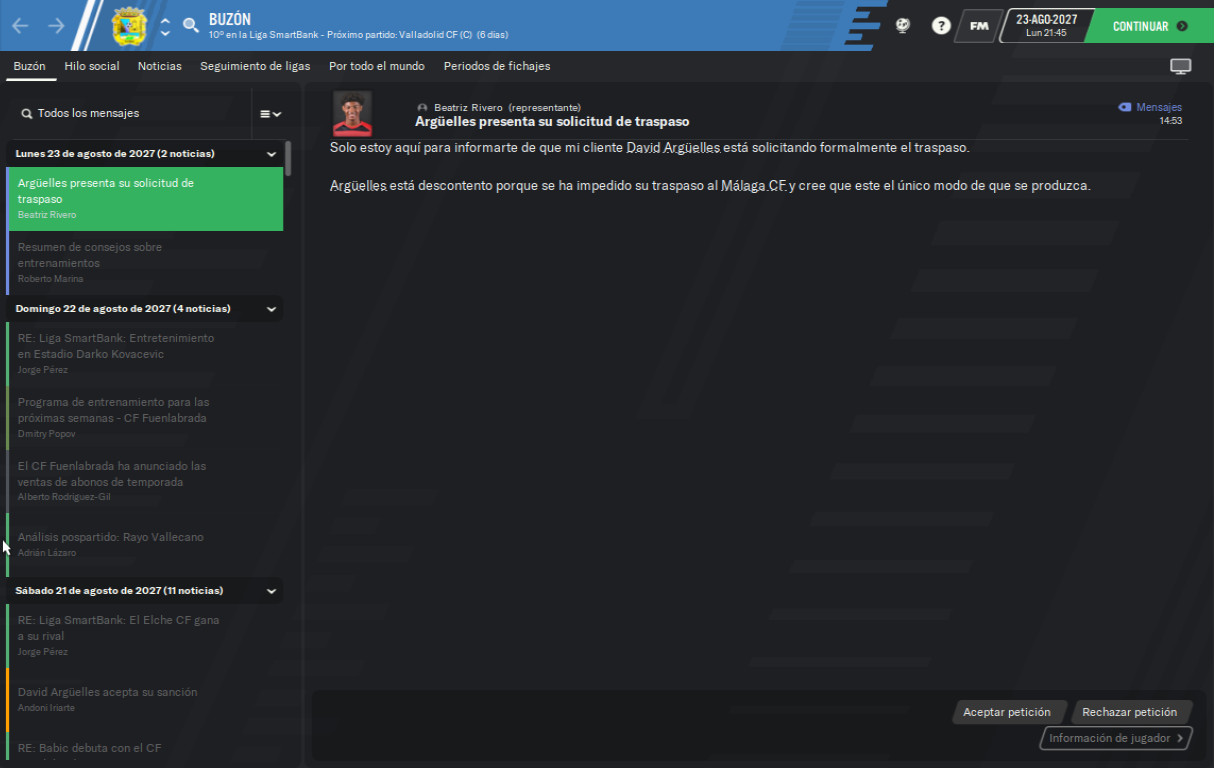 BUZÓN
10º en la Liga SmartBank - Próximo partido: Valladolid CF (C) (6 días)
FM
23-AGO-2027
Lun 21:45
CONTINUAR
Buzón
Hilo social
Noticias
Seguimiento de ligas
Por todo el mundo
Periodos de fichajes
Todos los mensajes
Lunes 23 de agosto de 2027 (2 noticias)
Argüelles presenta su solicitud de
traspaso
Beatriz Rivero
Resumen de consejos sobre
entrenamientos
Roberto Marina
Domingo 22 de agosto de 2027 (4 noticias)
RE: Liga SmartBank: Entretenimiento
en Estadio Darko Kovacevic
Jorge Pérez
Programa de entrenamiento para las
próximas semanas - CF Fuenlabrada
Dmitry Popov
El CF Fuenlabrada ha anunciado las
ventas de abonos de temporada
Alberto Rodríguez-Gil
Análisis pospartido: Rayo Vallecano
Adrián Lázaro
Sábado 21 de agosto de 2027 (11 noticias)
RE: Liga SmartBank: El Elche CF gana
a su rival
Jorge Pérez
David Argüelles acepta su sanción
Andoni Iriarte
RE: Babic debuta con el CF
Beatriz Rivero (representante)
Argüelles presenta su solicitud de traspaso
Mensajes
14:53
Solo estoy aquí para informarte de que mi cliente David Argüelles está solicitando formalmente el traspaso.
Argüelles está descontento porque se ha impedido su traspaso al Málaga CF y cree que este el único modo de que se produzca.
Aceptar petición
Rechazar petición
Información de jugador